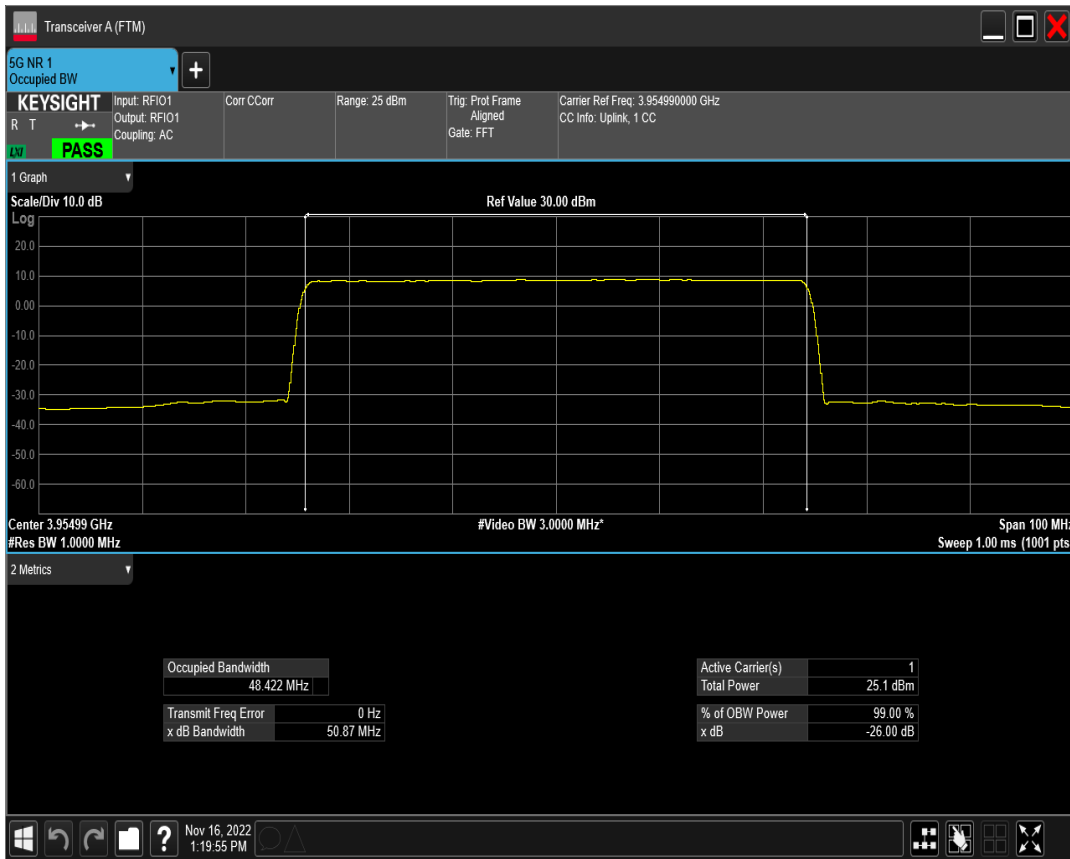 Transceiver A (FTM)
5G NR 1
Occupied BW
+
KEYSIGHT
R T
LXI
PASS
Input: RFIO1
Output: RFIO1
Coupling: AC
Corr CCorr
Range: 25 dBm
Trig: Prot Frame
Aligned
Gate: FFT
Carrier Ref Freq: 3.954990000 GHz
CC Info: Uplink, 1 CC
1 Graph
Scale/Div 10.0 dB
Ref Value 30.00 dBm
Log
20.0
10.0
0.00
-10.0
-20.0
-30.0
-40.0
-50.0
-60.0
Center 3.95499 GHz
#Video BW 3.0000 MHz*
Span 100 MHz
#Res BW 1.0000 MHz
Sweep 1.00 ms (1001 pts
2 Metrics
Occupied Bandwidth
48.422 MHz
Transmit Freq Error 0 Hz
x dB Bandwidth 50.87 MHz
Active Carrier(s) 1
Total Power 25.1 dBm
% of OBW Power 99.00 %
x dB -26.00 dB
?
Nov 16, 2022
1:19:55 PM